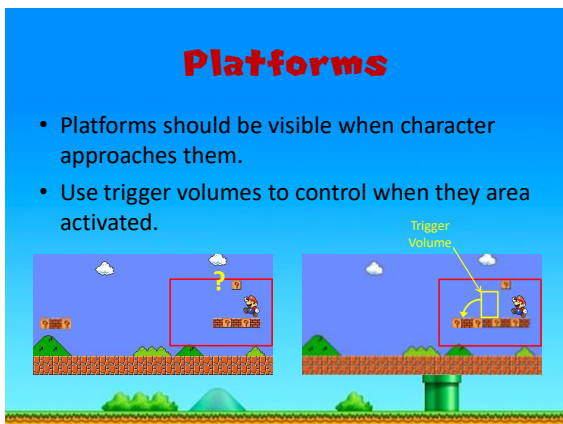 Platforms
• Platforms should be visible when character
approaches them.
• Use trigger volumes to control when they area
activated.
Trigger
Volume
?
?
? ?
? ?
?
? ? ?